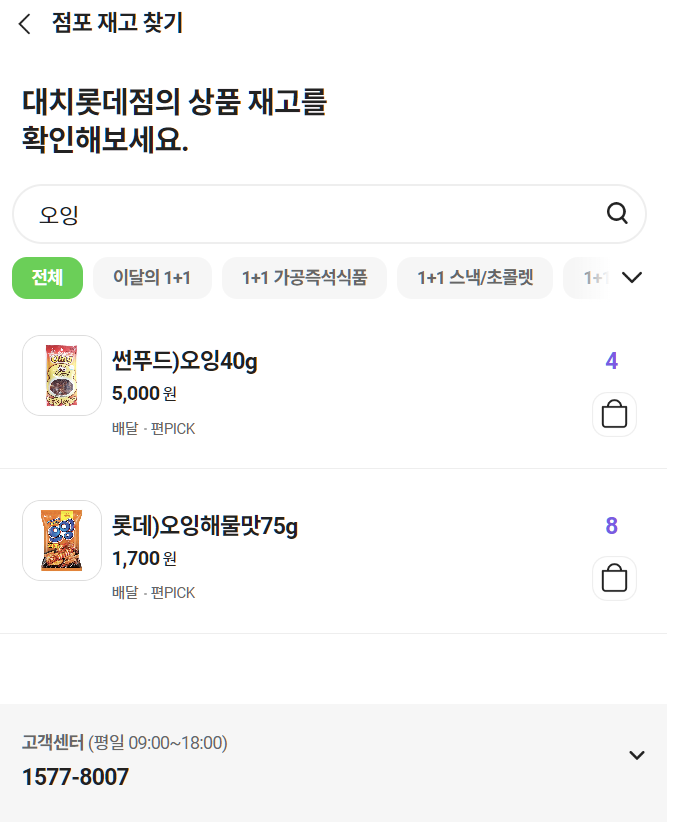 점포 재고 찾기
대치롯데점의 상품 재고를
확인해보세요.
오잉
전체
이달의 1+1
1+1 가공즉석식품
1+1 스낵/초콜렛
1+1
썬푸드)오잉40g
4
5,000 원
배달 · 편PICK
롯데)오잉해물맛75g
8
1,700 원
배달 · 편PICK
고객센터 (평일 09:00~18:00)
1577-8007